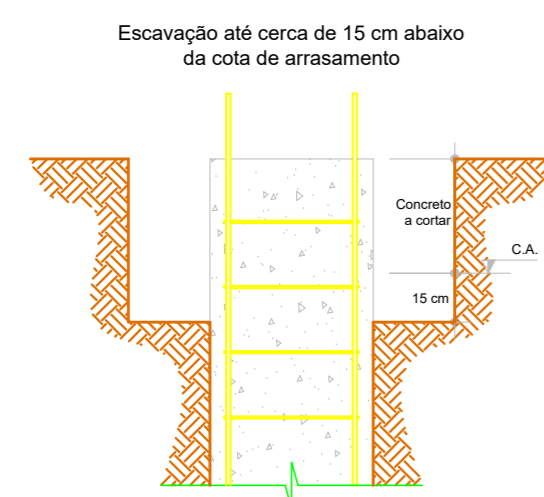 Escavação até cerca de 15 cm abaixo
da cota de arrasamento
Concreto
a cortar
C.A.
15 cm